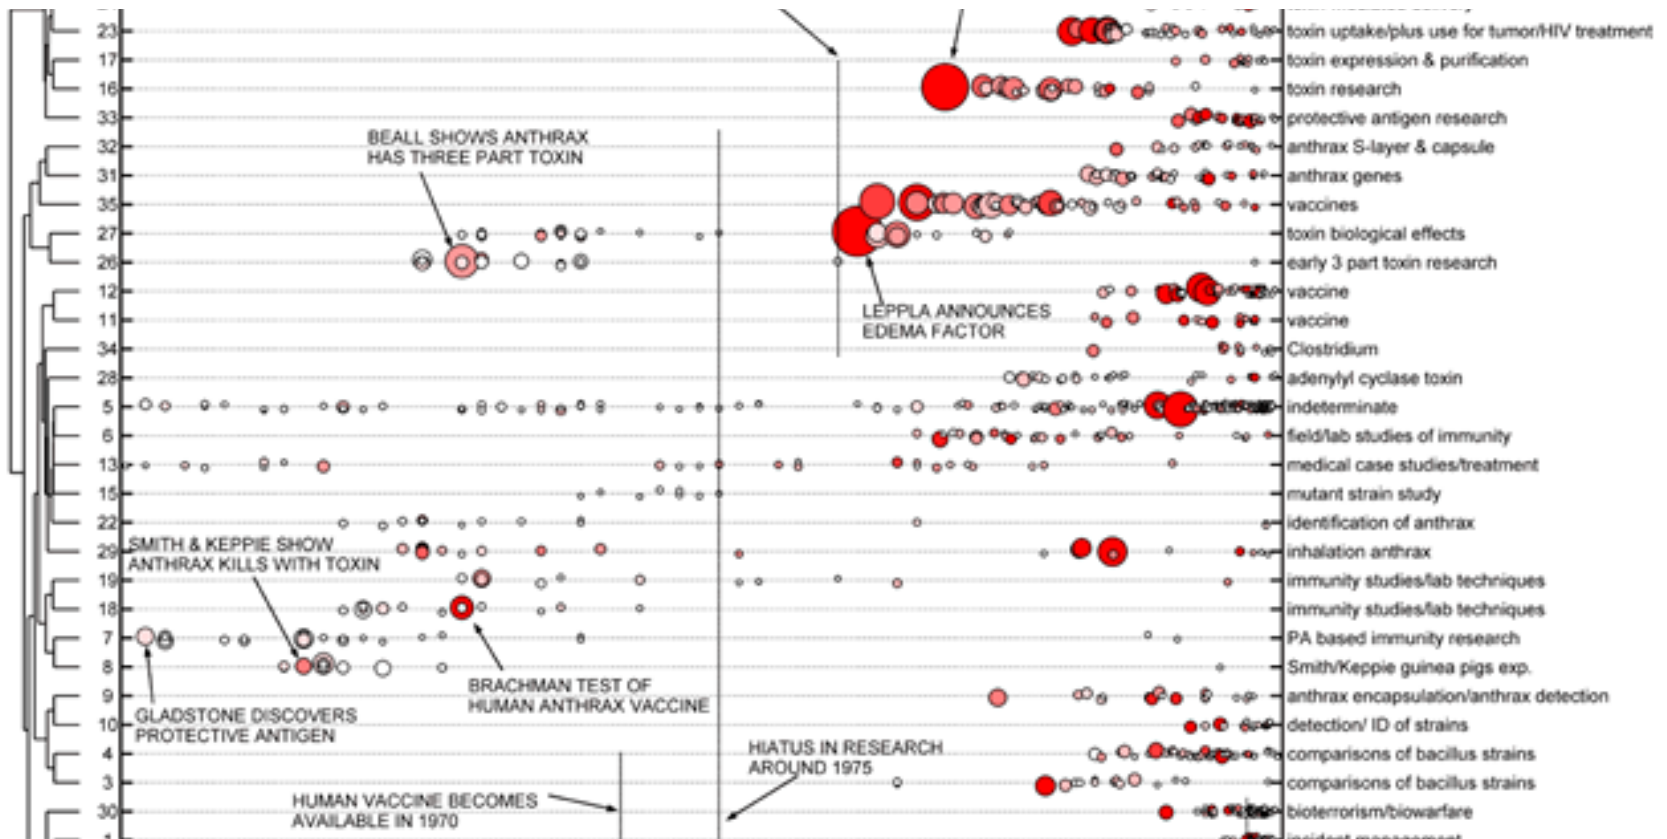 23 toxin uptake/plus use for tumor/HIV treatment
17 toxin expression & purification
16 toxin research
33 protective antigen research
BEALL SHOWS ANTHRAX
HAS THREE PART TOXIN
32 anthrax S-layer & capsule
31 anthrax genes
35 vaccines
27 toxin biological effects
26 early 3 part toxin research
12 vaccine
LEPPLA ANNOUNCES
EDEMA FACTOR
11 vaccine
34 Clostridium
28 adenylyl cyclase toxin
5 indeterminate
6 field/lab studies of immunity
13 medical case studies/treatment
15 mutant strain study
22 identification of anthrax
SMITH & KEPPIE SHOW
ANTHRAX KILLS WITH TOXIN
29 inhalation anthrax
19 immunity studies/lab techniques
18 immunity studies/lab techniques
7 PA based immunity research
8 Smith/Keppie guinea pigs exp.
BRACHMAN TEST OF
HUMAN ANTHRAX VACCINE
9 anthrax encapsulation/anthrax detection
GLADSTONE DISCOVERS
PROTECTIVE ANTIGEN
10 detection/ ID of strains
HIATUS IN RESEARCH
AROUND 1975
4 comparisons of bacillus strains
3 comparisons of bacillus strains
HUMAN VACCINE BECOMES
AVAILABLE IN 1970
30 bioterrorism/biowarfare